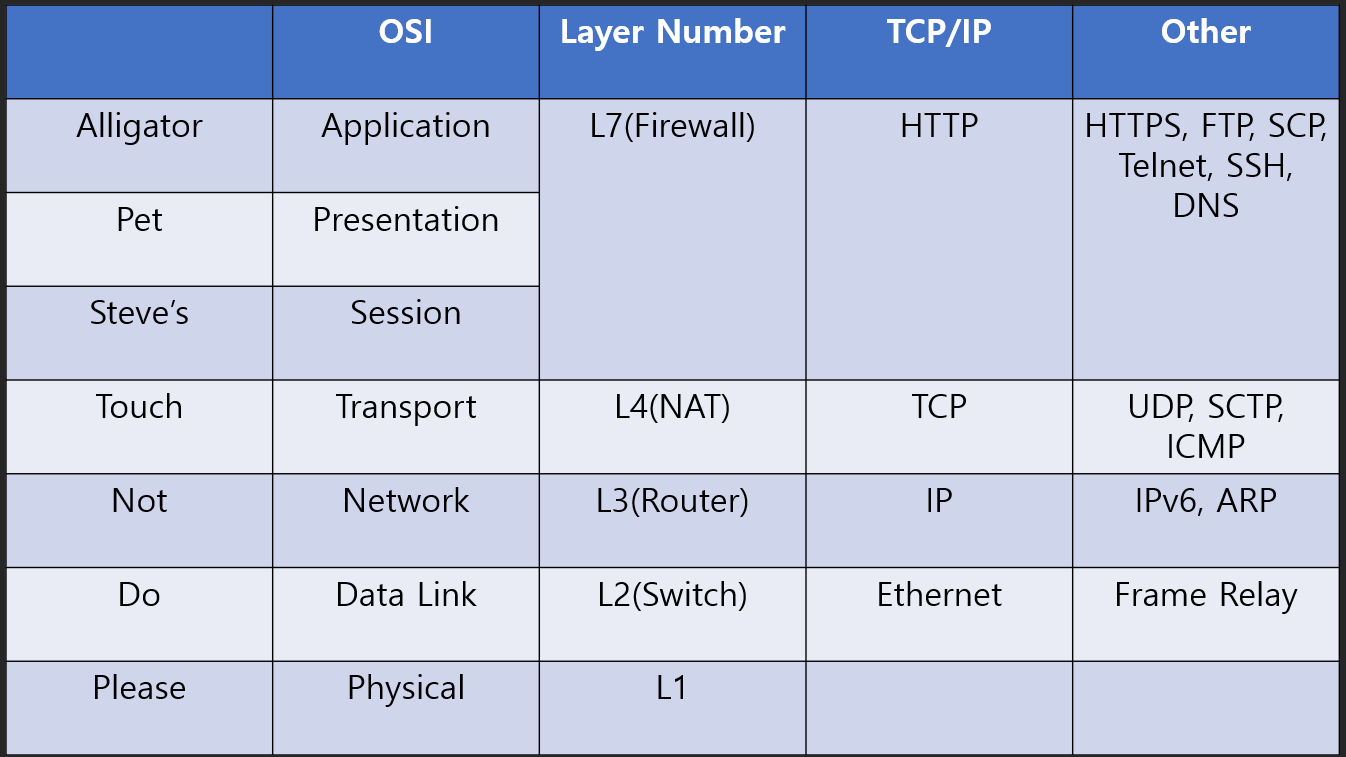 OSI Layer Number TCP/IP Other
Alligator Application L7(Firewall) HTTP HTTPS, FTP, SCP,
Telnet, SSH,
DNS
Pet Presentation
Steve’s Session
Touch Transport L4(NAT) TCP UDP, SCTP,
ICMP
Not Network L3(Router) IP IPv6, ARP
Do Data Link L2(Switch) Ethernet Frame Relay
Please Physical L1